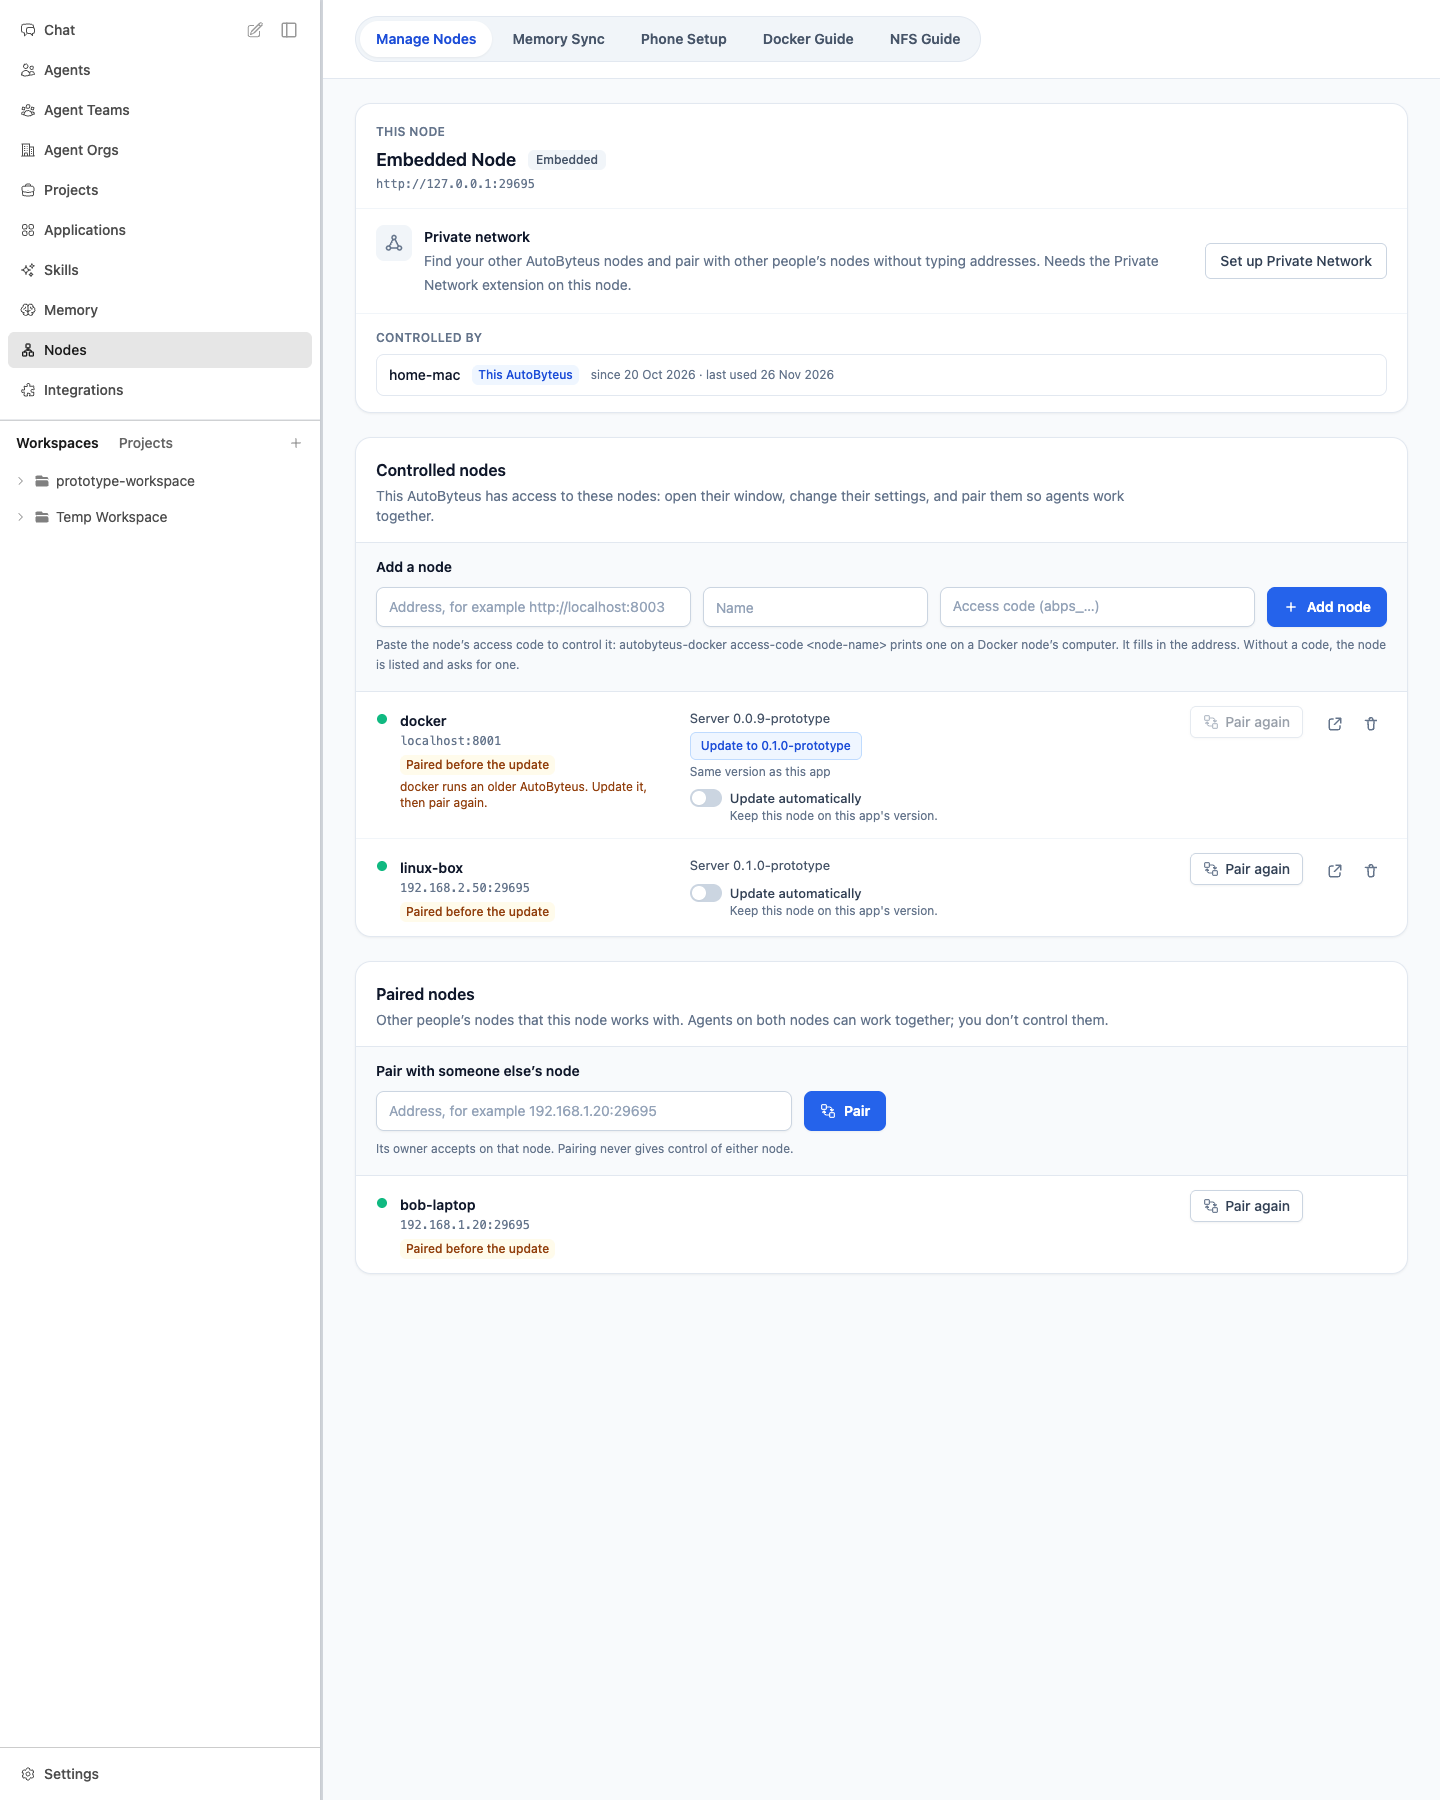 Chat
Agents
Agent Teams
Agent Orgs
Projects
Applications
Skills
Memory
Nodes
Integrations
Workspaces
Projects
prototype-workspace
Temp Workspace
Settings
Manage Nodes
Memory Sync
Phone Setup
Docker Guide
NFS Guide
THIS NODE
Embedded Node
Embedded
http://127.0.0.1:29695
Private network
Find your other AutoByteus nodes and pair with other people’s nodes without typing addresses. Needs the Private
Network extension on this node.
Set up Private Network
CONTROLLED BY
home-mac
This AutoByteus
since 20 Oct 2026 · last used 26 Nov 2026
Controlled nodes
This AutoByteus has access to these nodes: open their window, change their settings, and pair them so agents work
together.
Add a node
Address, for example http://localhost:8003
Name
Access code (abps_…)
Add node
Paste the node’s access code to control it: autobyteus-docker access-code <node-name> prints one on a Docker node’s computer. It fills in the address. Without a code, the node
is listed and asks for one.
docker
localhost:8001
Paired before the update
docker runs an older AutoByteus. Update it,
then pair again.
Server 0.0.9-prototype
Update to 0.1.0-prototype
Same version as this app
Update automatically
Keep this node on this app's version.
Pair again
linux-box
192.168.2.50:29695
Paired before the update
Server 0.1.0-prototype
Update automatically
Keep this node on this app's version.
Pair again
Paired nodes
Other people’s nodes that this node works with. Agents on both nodes can work together; you don’t control them.
Pair with someone else’s node
Address, for example 192.168.1.20:29695
Pair
Its owner accepts on that node. Pairing never gives control of either node.
bob-laptop
192.168.1.20:29695
Paired before the update
Pair again